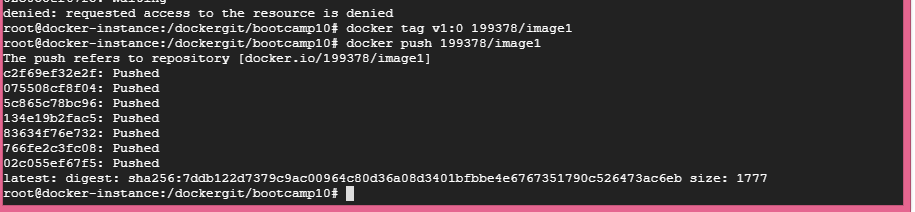 denied: requested access to the resource is denied
root@docker-instance:/dockergit/bootcamp10# docker tag v1:0 199378/image1
root@docker-instance:/dockergit/bootcamp10# docker push 199378/image1
The push refers to repository [docker.io/199378/image1]
c2f69ef32e2f: Pushed
075508cf8f04: Pushed
5c865c78bc96: Pushed
134e19b2fac5: Pushed
83634f76e732: Pushed
766fe2c3fc08: Pushed
02c055ef67f5: Pushed
latest: digest: sha256:7ddb122d7379c9ac00964c80d36a08d3401bfbbe4e6767351790c526473ac6eb size: 1777
root@docker-instance:/dockergit/bootcamp10#